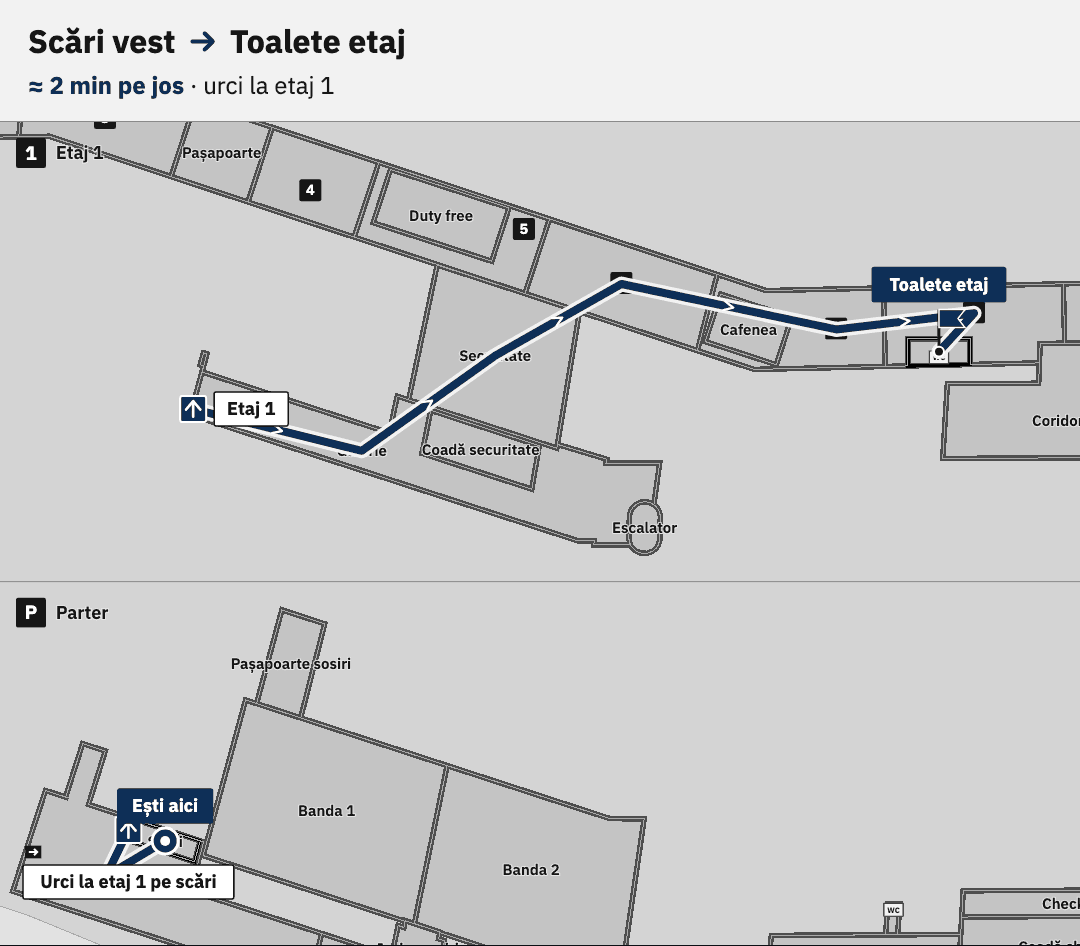 Scări vest → Toalete etaj
≈ 2 min pe jos · urci la etaj 1
1 Etaj 1
Pașapoarte
4
Duty free
5
Toalete etaj
Cafenea
Etaj 1
Coadă securitate
Escalator
P Parter
Pașapoarte sosiri
Banda 1
Ești aici
Banda 2
Urci la etaj 1 pe scări
wc